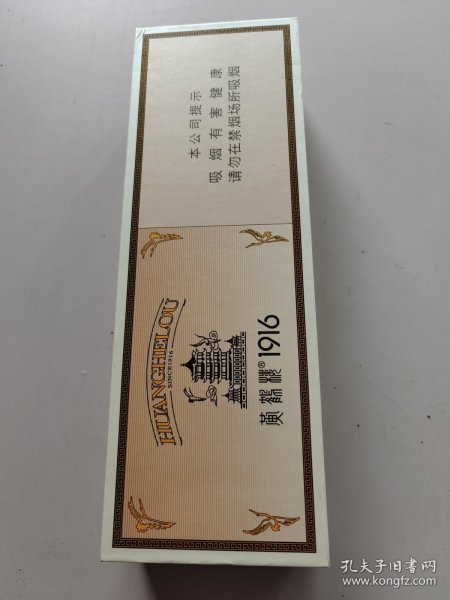 本公司提示
吸烟有害健康
请勿在禁烟场所吸烟
HUANGHELOU
SINCE1916
黄鹤楼®1916
孔夫子旧书网
www.kongfz.com